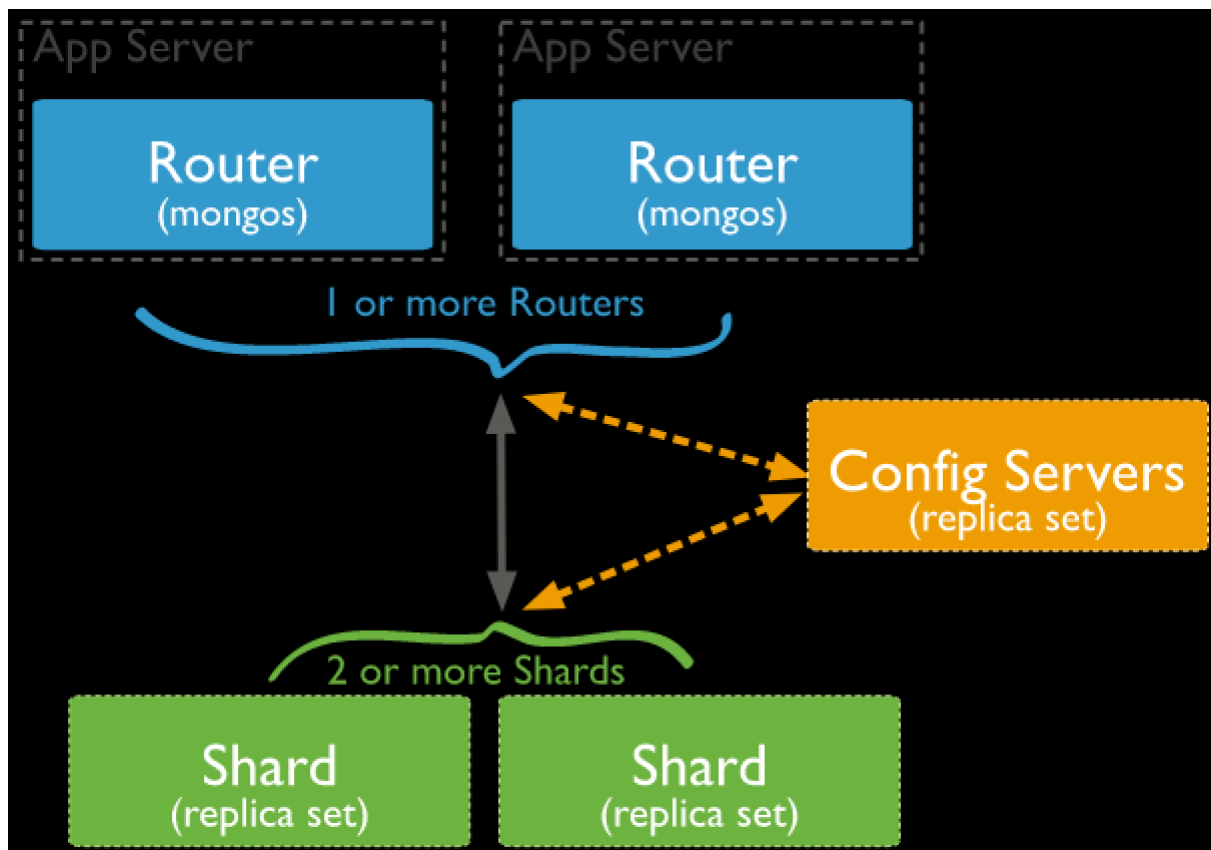 App Server
App Server
Router
(mongos)
Router
(mongos)
1 or more Routers
Config Servers
(replica set)
2 or more Shards
Shard
(replica set)
Shard
(replica set)